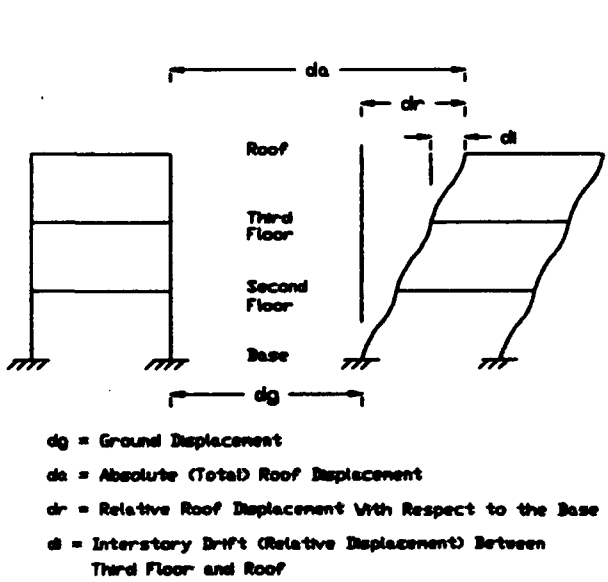 da
dr
di
Roof
Third
Floor
Second
Floor
Base
dg
dg = Ground Displacement
da = Absolute (Total) Roof Displacement
dr = Relative Roof Displacement With Respect to the Base
di = Interstory Drift (Relative Displacement) Between
Third Floor and Roof